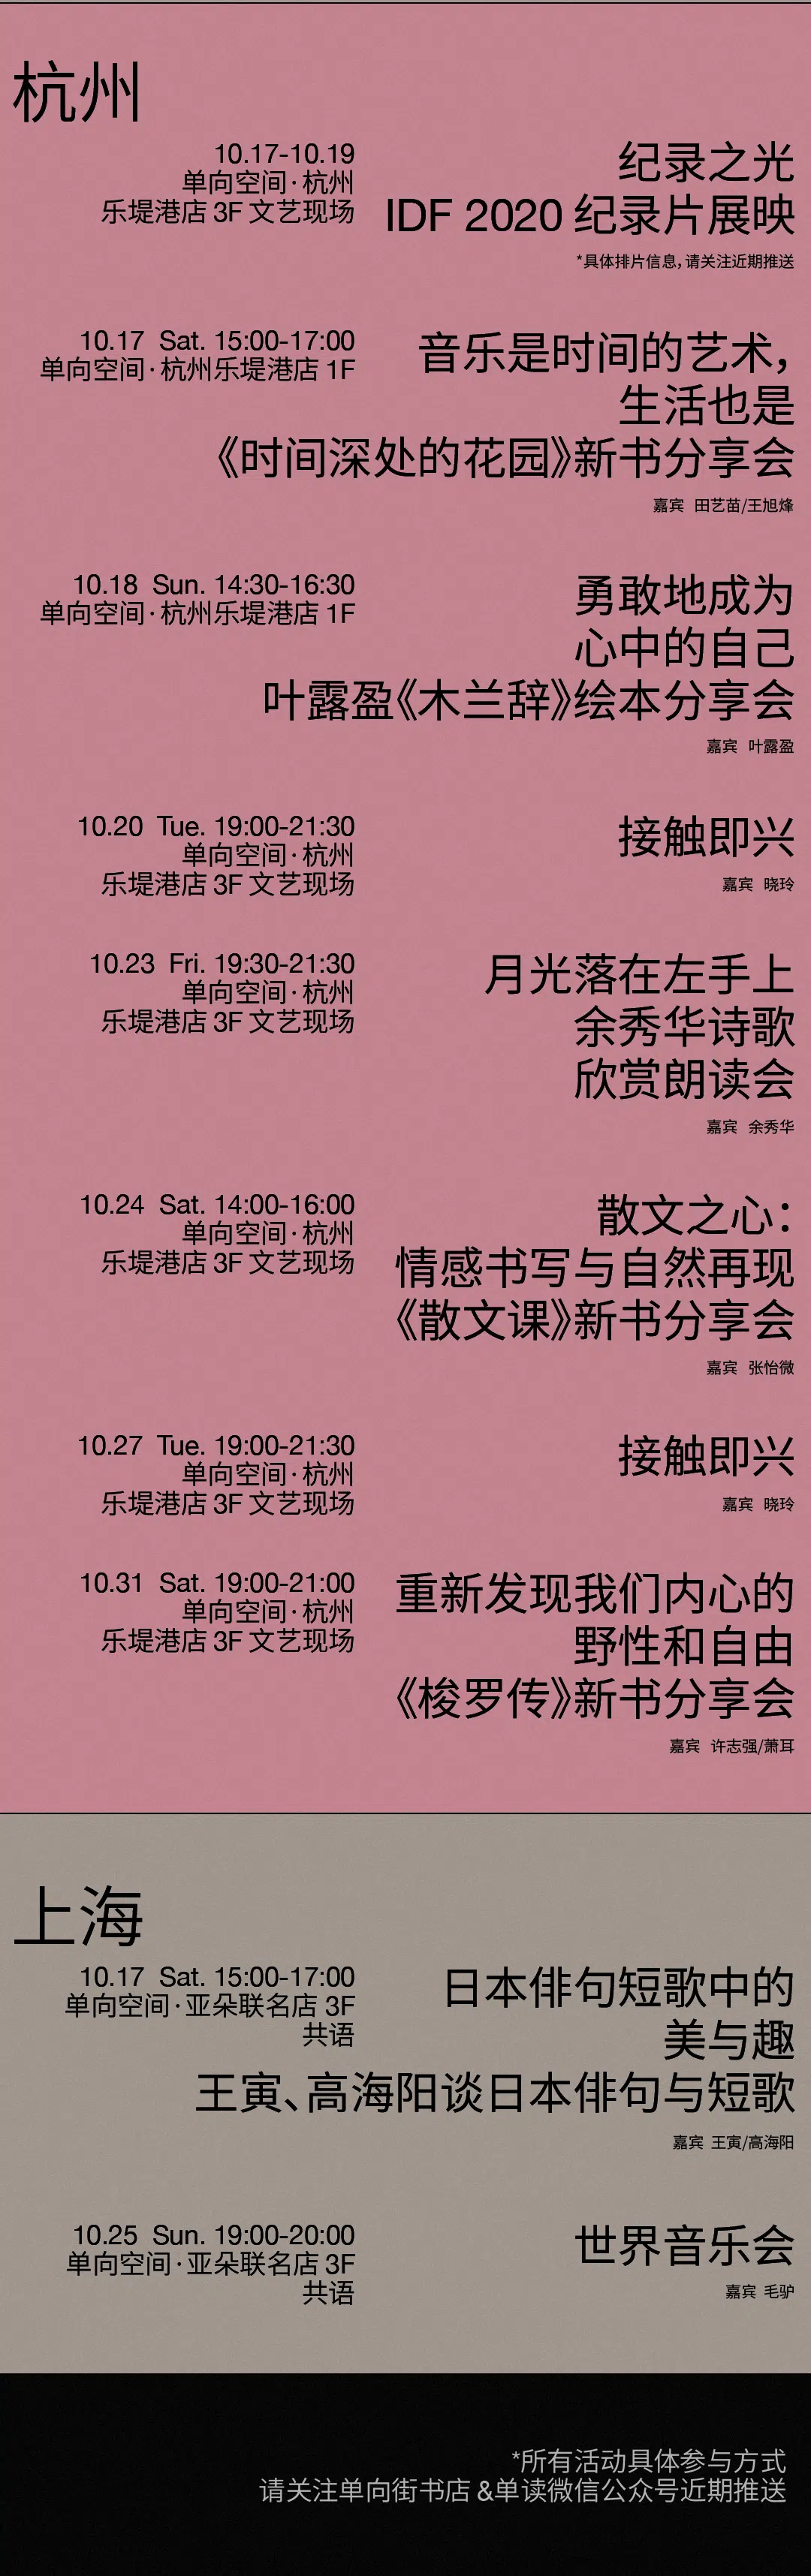 杭州
10.17-10.19
单向空间·杭州
乐堤港店 3F 文艺现场
纪录之光
IDF 2020 纪录片展映
*具体排片信息，请关注近期推送
10.17 Sat. 15:00-17:00
单向空间·杭州乐堤港店 1F
音乐是时间的艺术，
生活也是
《时间深处的花园》新书分享会
嘉宾 田艺苗/王旭烽
10.18 Sun. 14:30-16:30
单向空间·杭州乐堤港店 1F
勇敢地成为
心中的自己
叶露盈《木兰辞》绘本分享会
嘉宾 叶露盈
10.20 Tue. 19:00-21:30
单向空间·杭州
乐堤港店 3F 文艺现场
接触即兴
嘉宾 晓玲
10.23 Fri. 19:30-21:30
单向空间·杭州
乐堤港店 3F 文艺现场
月光落在左手上
余秀华诗歌
欣赏朗读会
嘉宾 余秀华
10.24 Sat. 14:00-16:00
单向空间·杭州
乐堤港店 3F 文艺现场
散文之心：
情感书写与自然再现
《散文课》新书分享会
嘉宾 张怡微
10.27 Tue. 19:00-21:30
单向空间·杭州
乐堤港店 3F 文艺现场
接触即兴
嘉宾 晓玲
10.31 Sat. 19:00-21:00
单向空间·杭州
乐堤港店 3F 文艺现场
重新发现我们内心的
野性和自由
《梭罗传》新书分享会
嘉宾 许志强/萧耳
上海
10.17 Sat. 15:00-17:00
单向空间·亚朵联名店 3F
共语
日本俳句短歌中的
美与趣
王寅、高海阳谈日本俳句与短歌
嘉宾 王寅/高海阳
10.25 Sun. 19:00-20:00
单向空间·亚朵联名店 3F
共语
世界音乐会
嘉宾 毛驴
*所有活动具体参与方式
请关注单向街书店 &单读微信公众号近期推送